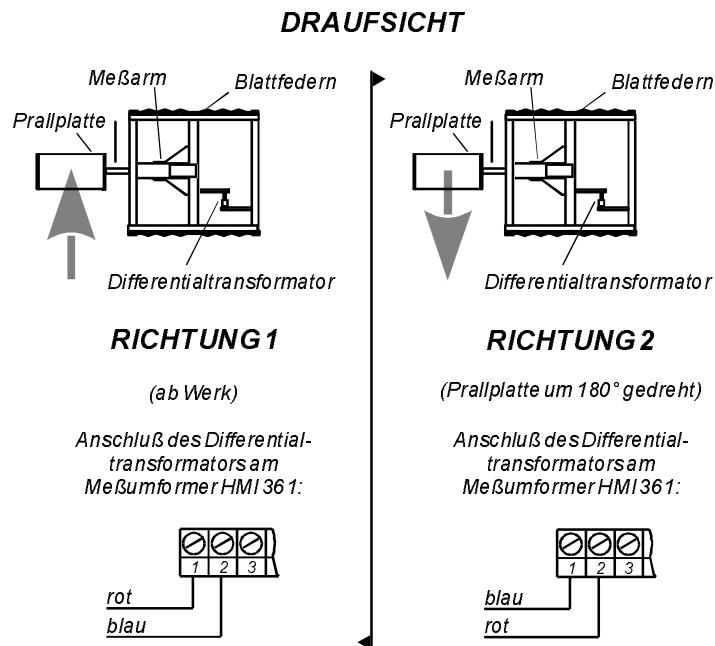 DRAUFSICHT
Meßarm
Blattfedern
Prallplatte
Differentialtransformator
RICHTUNG 1
(ab Werk)
Anschluß des Differential-
transformators am
Meßumformer HMI 361:
1 2 3
rot
blau
Meßarm
Blattfedern
Prallplatte
Differentialtransformator
RICHTUNG 2
(Prallplatte um 180° gedreht)
Anschluß des Differential-
transformators am
Meßumformer HMI 361:
1 2 3
blau
rot